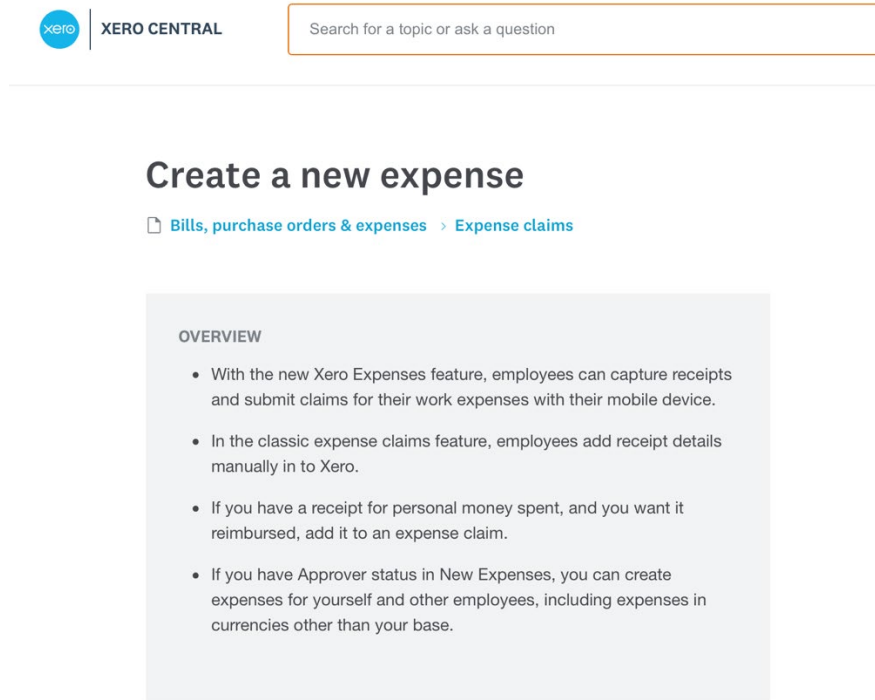 xero
XERO CENTRAL
Search for a topic or ask a question
Create a new expense
Bills, purchase orders & expenses > Expense claims
OVERVIEW
• With the new Xero Expenses feature, employees can capture receipts
and submit claims for their work expenses with their mobile device.
• In the classic expense claims feature, employees add receipt details
manually in to Xero.
• If you have a receipt for personal money spent, and you want it
reimbursed, add it to an expense claim.
• If you have Approver status in New Expenses, you can create
expenses for yourself and other employees, including expenses in
currencies other than your base.